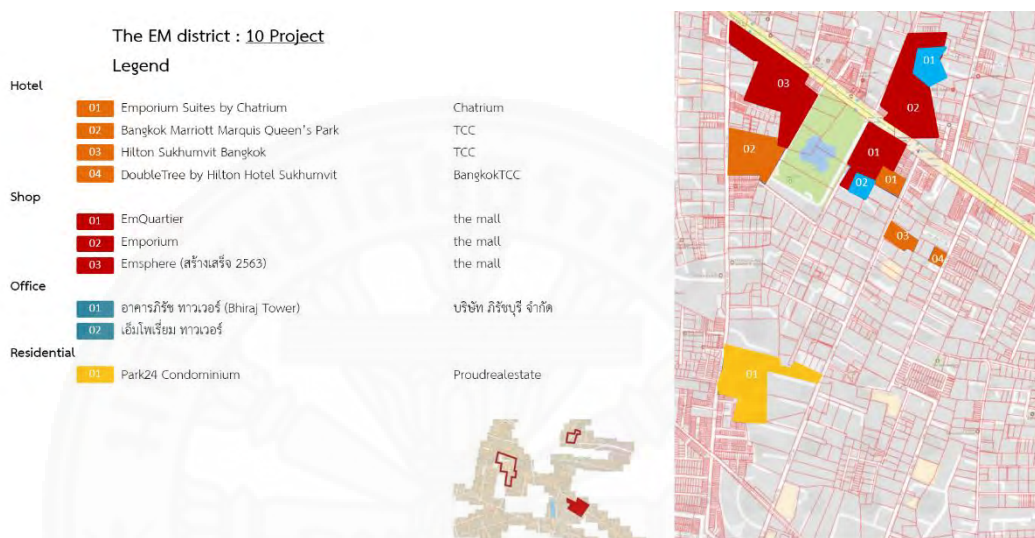 The EM district : 10 Project
Legend
Hotel
01 Emporium Suites by Chatrium Chatrium
02 Bangkok Marriott Marquis Queen's Park TCC
03 Hilton Sukhumvit Bangkok TCC
04 DoubleTree by Hilton Hotel Sukhumvit BangkokTCC
Shop
01 EmQuartier the mall
02 Emporium the mall
03 Emsphere (สร้างเสร็จ 2563) the mall
Office
01 อาคารภิรัช ทาวเวอร์ (Bhiraj Tower) บริษัท ภิรัชบุรี จำกัด
02 เอ็มโพเรี่ยม ทาวเวอร์
Residential
01 Park24 Condominium Proudrealestate
01
03
02
02
01
02
01
03
04
01